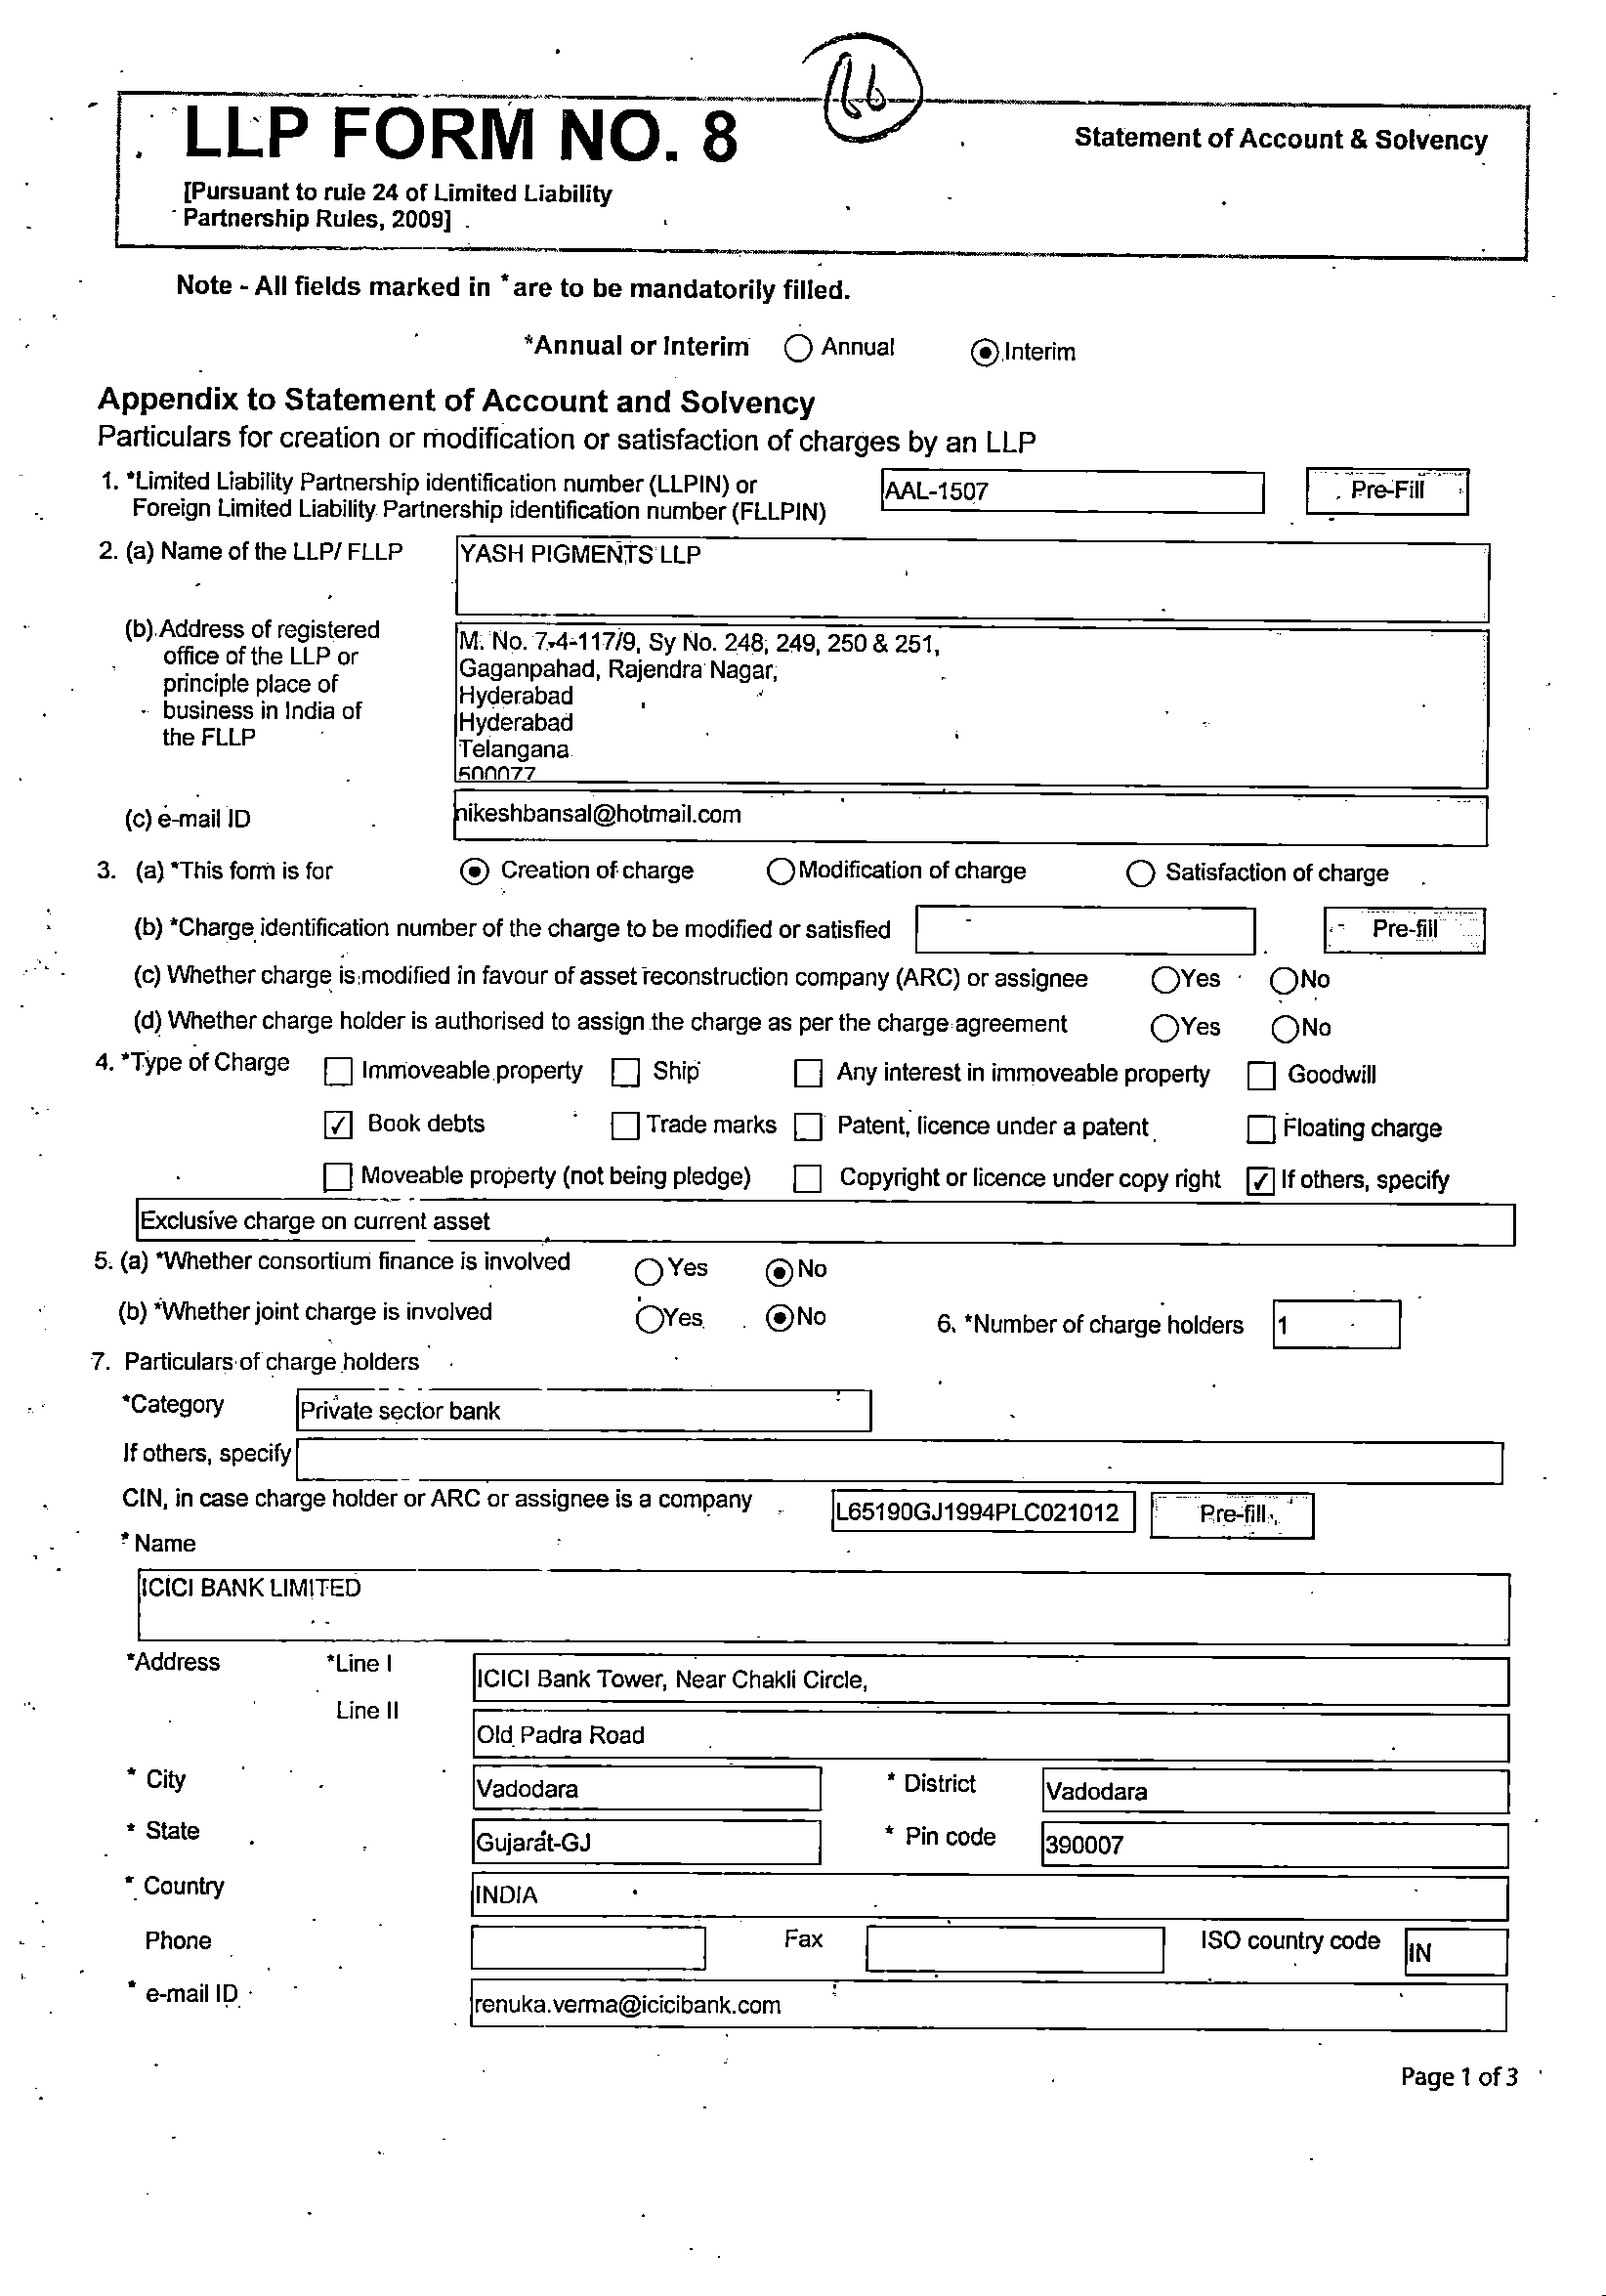 86
LLP FORM NO. 8
Statement of Account & Solvency
[Pursuant to rule 24 of Limited Liability
Partnership Rules, 2009]
Note - All fields marked in * are to be mandatorily filled.
*Annual or Interim Annual Interim
Appendix to Statement of Account and Solvency
Particulars for creation or modification or satisfaction of charges by an LLP
1. *Limited Liability Partnership identification number (LLPIN) or
Foreign Limited Liability Partnership identification number (FLLPIN)
AAL-1507 Pre-Fill
2. (a) Name of the LLP/ FLLP YASH PIGMENTS LLP
(b) Address of registered
office of the LLP or
principle place of
business in India of
the FLLP
M. No. 7-4-117/9, Sy No. 248, 249, 250 & 251,
Gaganpahad, Rajendra Nagar,
Hyderabad
Hyderabad
Telangana
500077
(c) e-mail ID nikeshbansal@hotmail.com
3. (a) *This form is for Creation of charge Modification of charge Satisfaction of charge
(b) *Charge identification number of the charge to be modified or satisfied Pre-fill
(c) Whether charge is modified in favour of asset reconstruction company (ARC) or assignee Yes No
(d) Whether charge holder is authorised to assign the charge as per the charge agreement Yes No
4. *Type of Charge Immoveable property Ship Any interest in immoveable property Goodwill
✓ Book debts Trade marks Patent, licence under a patent Floating charge
Moveable property (not being pledge) Copyright or licence under copy right ✓ If others, specify
Exclusive charge on current asset
5. (a) *Whether consortium finance is involved Yes No
(b) *Whether joint charge is involved Yes No 6. *Number of charge holders 1
7. Particulars of charge holders
*Category Private sector bank
If others, specify
CIN, in case charge holder or ARC or assignee is a company L65190GJ1994PLC021012 Pre-fill
* Name
ICICI BANK LIMITED
*Address *Line I ICICI Bank Tower, Near Chakli Circle,
Line II Old Padra Road
* City Vadodara * District Vadodara
* State Gujarat-GJ * Pin code 390007
* Country INDIA
Phone Fax ISO country code IN
* e-mail ID renuka.verma@icicibank.com
Page 1 of 3